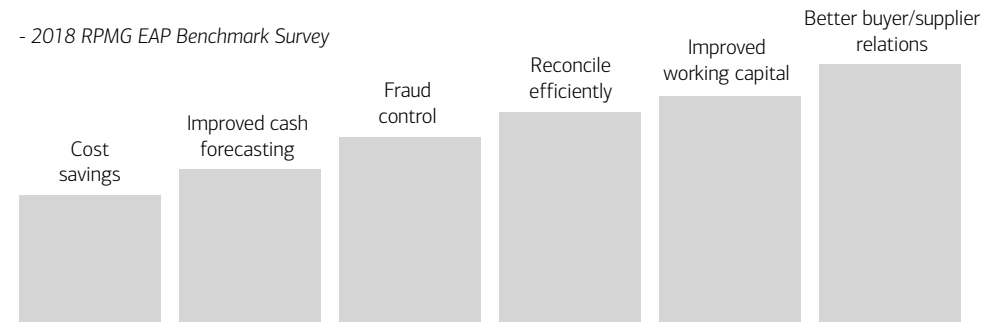 - 2018 RPMG EAP Benchmark Survey
Cost
savings
Improved cash
forecasting
Fraud
control
Reconcile
efficiently
Improved
working capital
Better buyer/supplier
relations